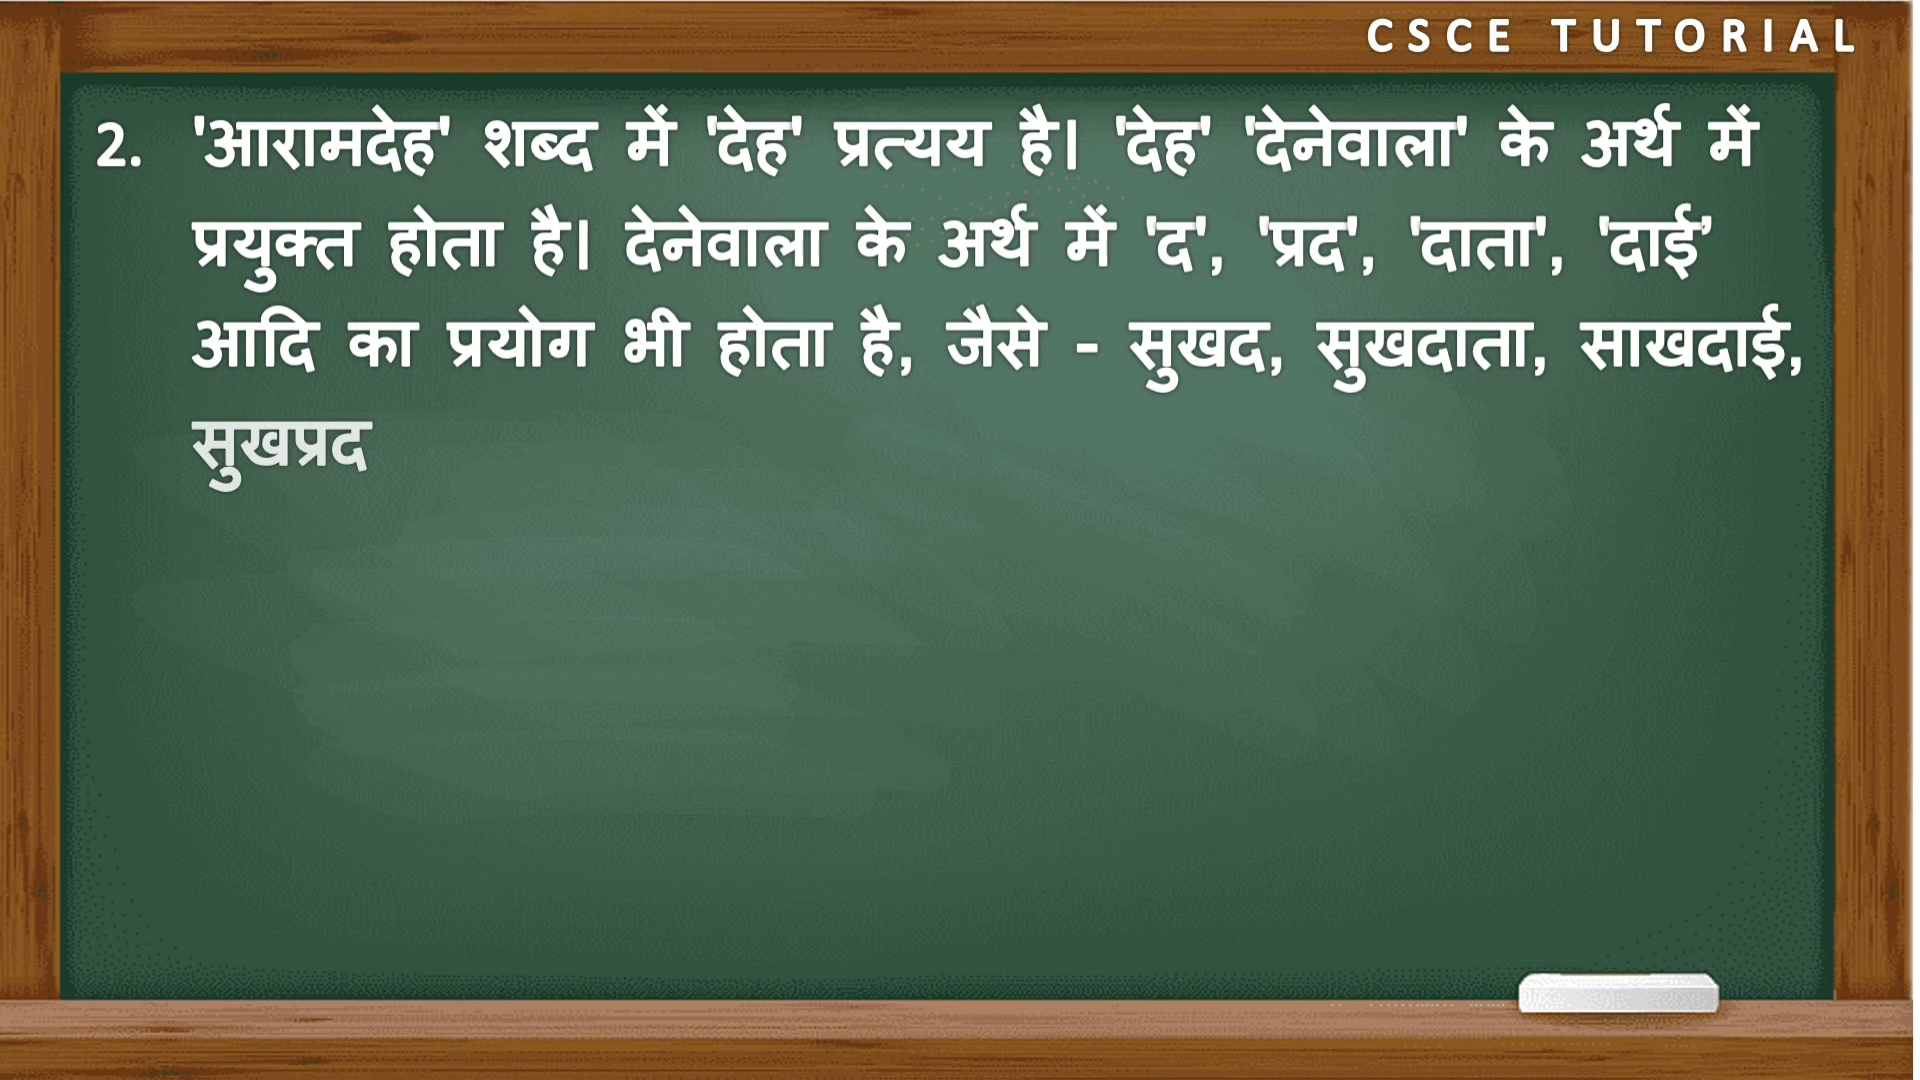 CSCE TUTORIAL
2. 'आरामदेह' शब्द में 'देह' प्रत्यय है। 'देह' 'देनेवाला' के अर्थ में
प्रयुक्त होता है। देनेवाला के अर्थ में 'द', 'प्रद', 'दाता', 'दाई’
आदि का प्रयोग भी होता है, जैसे - सुखद, सुखदाता, साखदाई,
सुखप्रद